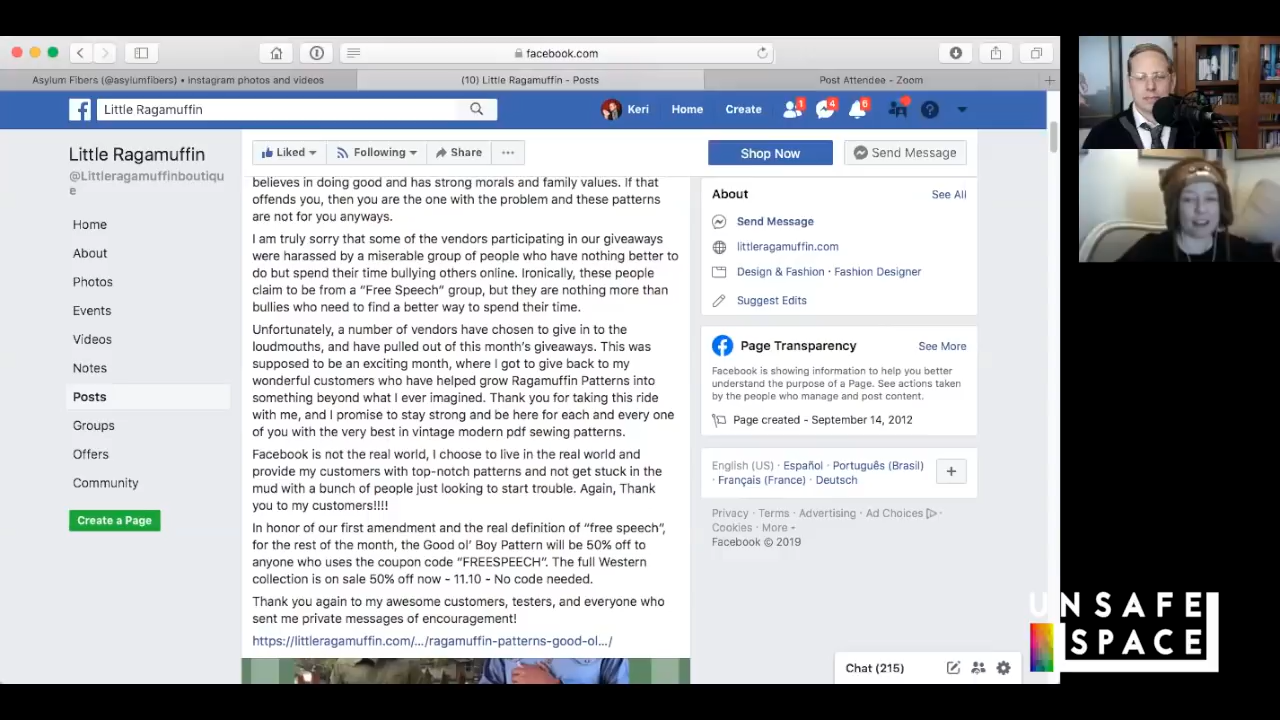 facebook.com
Asylum Fibers (@asylumfibers) • Instagram photos and videos
(10) Little Ragamuffin - Posts
Post Attendee - Zoom
Little Ragamuffin
Keri
Home
Create
1
4
6
Little Ragamuffin
@Littleragamuffinboutiqu
e
Home
About
Photos
Events
Videos
Notes
Posts
Groups
Offers
Community
Create a Page
Liked
Following
Share
Shop Now
Send Message
believes in doing good and has strong morals and family values. If that
offends you, then you are the one with the problem and these patterns
are not for you anyways.
I am truly sorry that some of the vendors participating in our giveaways
were harassed by a miserable group of people who have nothing better to
do but spend their time bullying others online. Ironically, these people
claim to be from a “Free Speech” group, but they are nothing more than
bullies who need to find a better way to spend their time.
Unfortunately, a number of vendors have chosen to give in to the
loudmouths, and have pulled out of this month’s giveaways. This was
supposed to be an exciting month, where I got to give back to my
wonderful customers who have helped grow Ragamuffin Patterns into
something beyond what I ever imagined. Thank you for taking this ride
with me, and I promise to stay strong and be here for each and every one
of you with the very best in vintage modern pdf sewing patterns.
Facebook is not the real world, I choose to live in the real world and
provide my customers with top-notch patterns and not get stuck in the
mud with a bunch of people just looking to start trouble. Again, Thank
you to my customers!!!!
In honor of our first amendment and the real definition of “free speech”,
for the rest of the month, the Good ol’ Boy Pattern will be 50% off to
anyone who uses the coupon code “FREESPEECH”. The full Western
collection is on sale 50% off now - 11.10 - No code needed.
Thank you again to my awesome customers, testers, and everyone who
sent me private messages of encouragement!
https://littleragamuffin.com/.../ragamuffin-patterns-good-ol.../
About
See All
Send Message
littleragamuffin.com
Design & Fashion · Fashion Designer
Suggest Edits
Page Transparency
See More
Facebook is showing information to help you better
understand the purpose of a Page. See actions taken
by the people who manage and post content.
Page created - September 14, 2012
English (US) · Español · Português (Brasil)
· Français (France) · Deutsch
Privacy · Terms · Advertising · Ad Choices ·
Cookies · More
Facebook © 2019
Chat (215)
UNSAFE
SPACE